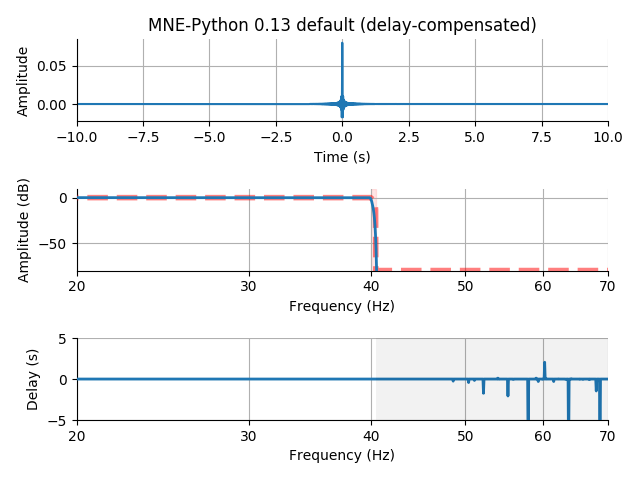 MNE-Python 0.13 default (delay-compensated)
Amplitude
0.05
0.00
−10.0 −7.5 −5.0 −2.5 0.0 2.5 5.0 7.5 10.0
Time (s)
Amplitude (dB)
0
−50
20 30 40 50 60 70
Frequency (Hz)
Delay (s)
5
0
−5
20 30 40 50 60 70
Frequency (Hz)